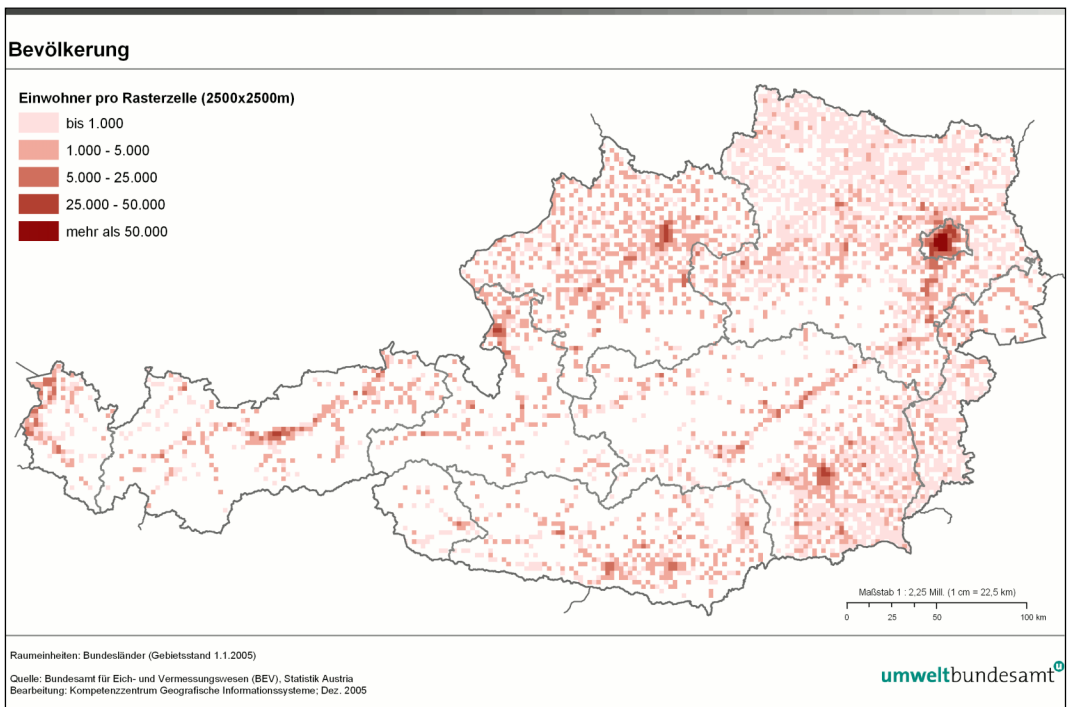 Bevölkerung
Einwohner pro Rasterzelle (2500x2500m)
bis 1.000
1.000 - 5.000
5.000 - 25.000
25.000 - 50.000
mehr als 50.000
Maßstab 1 : 2,25 Mill. (1 cm = 22,5 km)
0 25 50 100 km
Raumeinheiten: Bundesländer (Gebietsstand 1.1.2005)
Quelle: Bundesamt für Eich- und Vermessungswesen (BEV), Statistik Austria
Bearbeitung: Kompetenzzentrum Geografische Informationssysteme; Dez. 2005
umweltbundesamt u